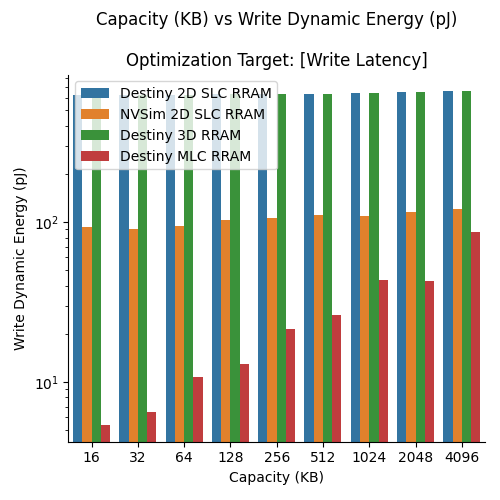 Capacity (KB) vs Write Dynamic Energy (pJ)
Optimization Target: [Write Latency]
Destiny 2D SLC RRAM
NVSim 2D SLC RRAM
Destiny 3D RRAM
Destiny MLC RRAM
Write Dynamic Energy (pJ)
10²
10¹
16 32 64 128 256 512 1024 2048 4096
Capacity (KB)